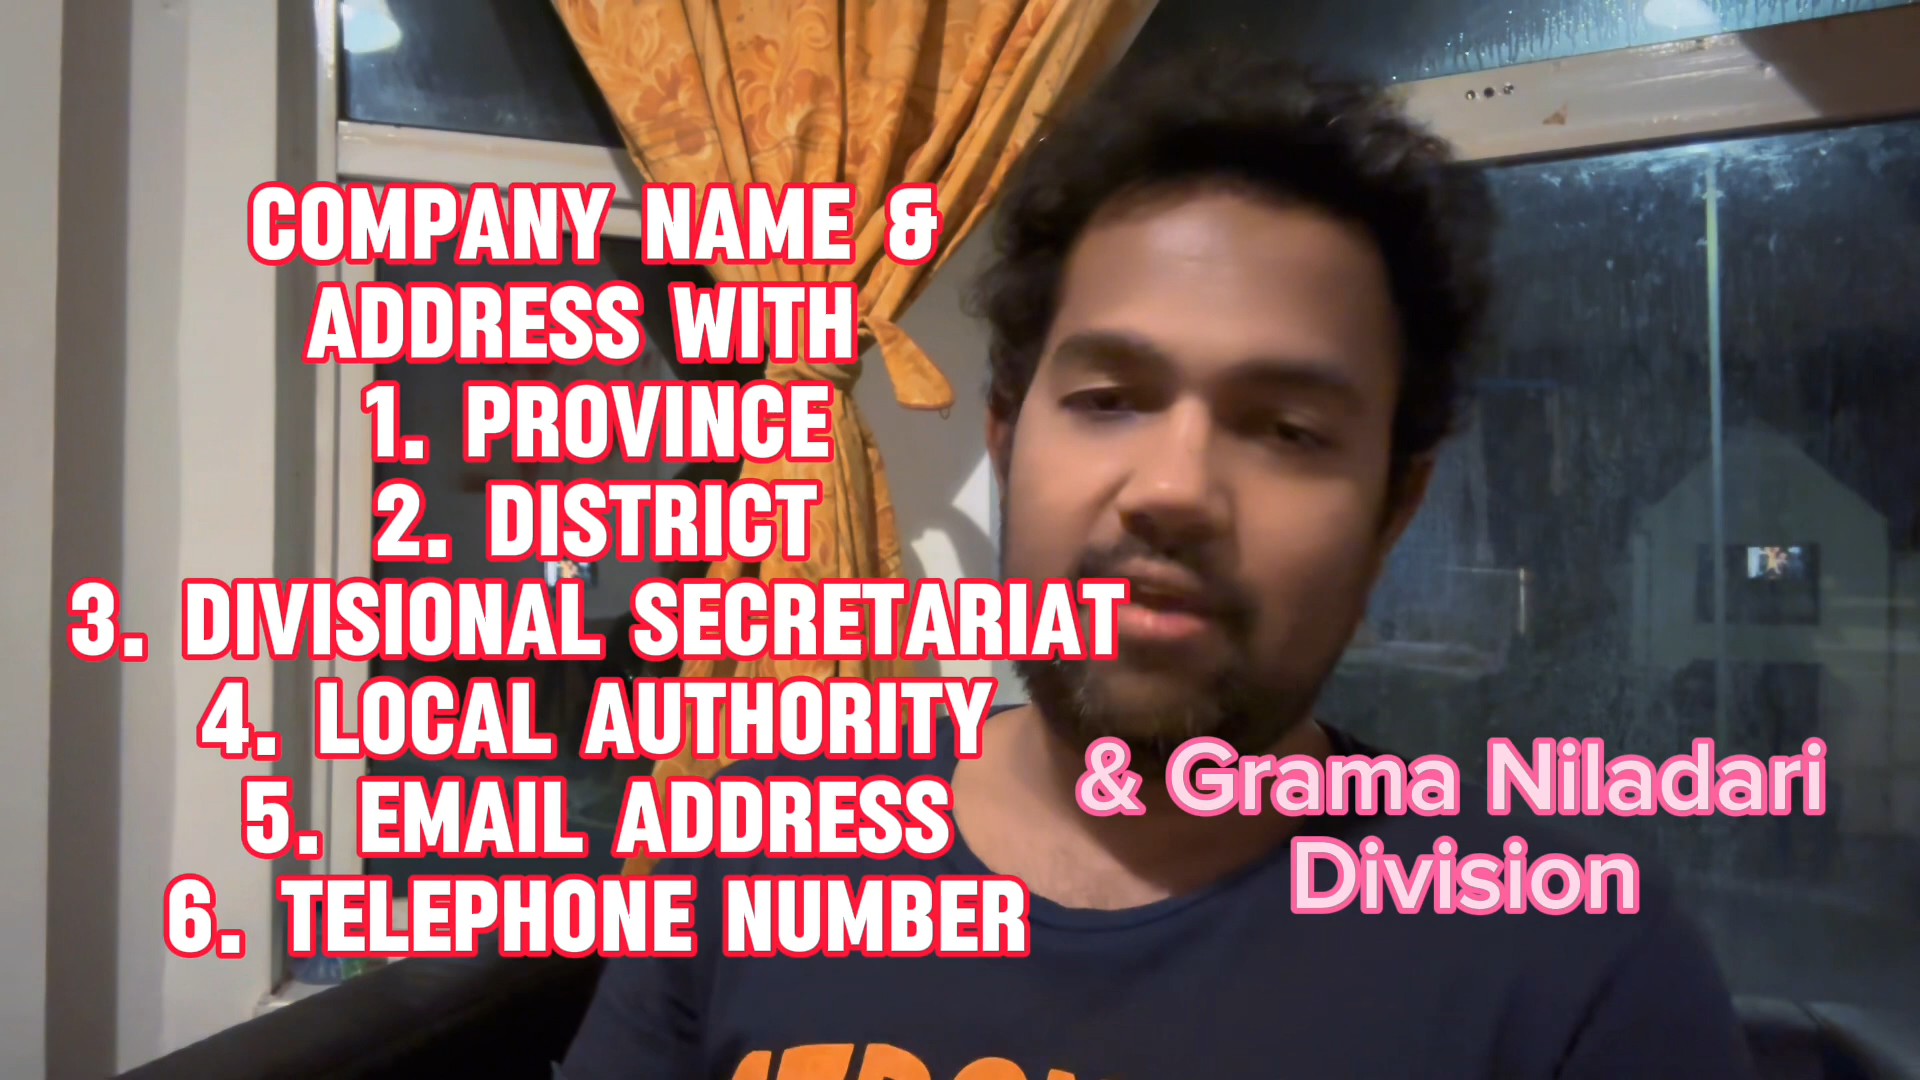 COMPANY NAME &
ADDRESS WITH
1. PROVINCE
2. DISTRICT
3. DIVISIONAL SECRETARIAT
4. LOCAL AUTHORITY
5. EMAIL ADDRESS
6. TELEPHONE NUMBER
& Grama Niladari
Division